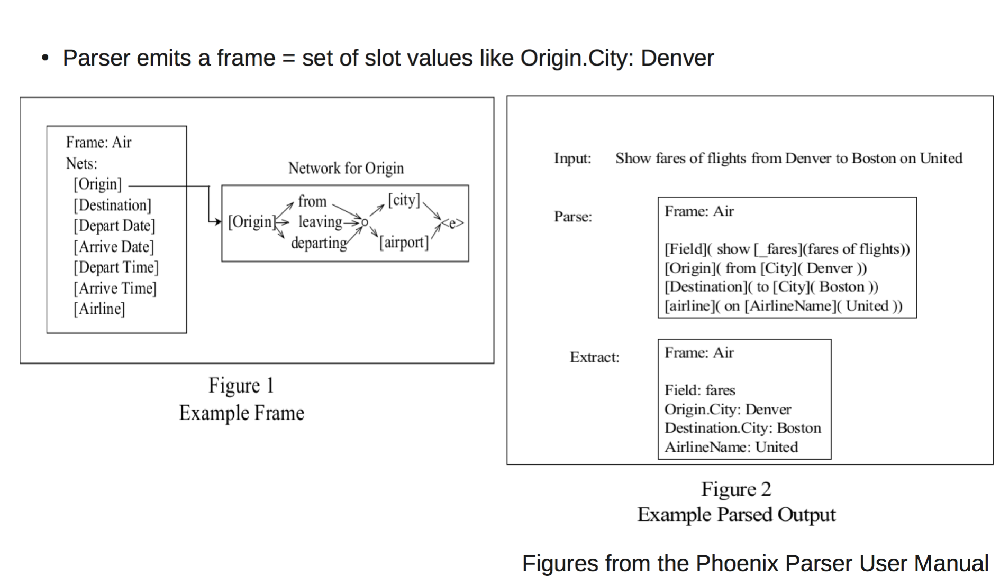 • Parser emits a frame = set of slot values like Origin.City: Denver
Frame: Air
Nets:
[Origin]
[Destination]
[Depart Date]
[Arrive Date]
[Depart Time]
[Arrive Time]
[Airline]
Network for Origin
[Origin]
from
leaving
departing
[city]
[airport]
<e>
Figure 1
Example Frame
Input: Show fares of flights from Denver to Boston on United
Parse:
Frame: Air
[Field]( show [_fares](fares of flights))
[Origin]( from [City]( Denver ))
[Destination]( to [City]( Boston ))
[airline]( on [AirlineName]( United ))
Extract:
Frame: Air
Field: fares
Origin.City: Denver
Destination.City: Boston
AirlineName: United
Figure 2
Example Parsed Output
Figures from the Phoenix Parser User Manual